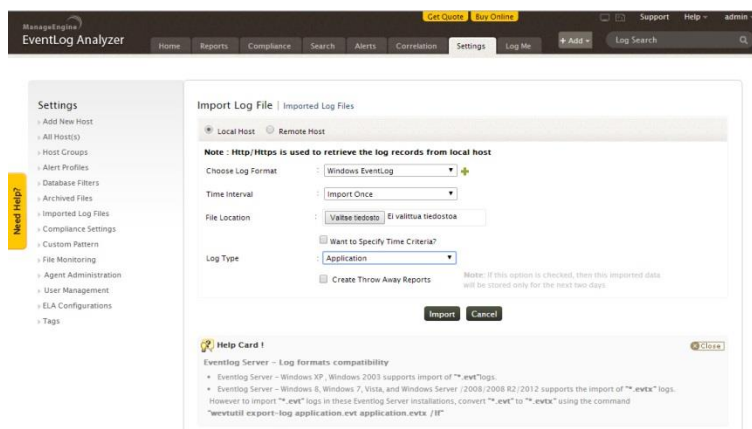 Get Quote Buy Online Support Help admin
ManageEngine
EventLog Analyzer Home Reports Compliance Search Alerts Correlation Settings Log Me + Add Log Search
Need Help?
Settings
Add New Host
All Host(s)
Host Groups
Alert Profiles
Database Filters
Archived Files
Imported Log Files
Compliance Settings
Custom Pattern
File Monitoring
Agent Administration
User Management
ELA Configurations
Tags
Import Log File | Imported Log Files
Local Host Remote Host
Note : Http/Https is used to retrieve the log records from local host
Choose Log Format : Windows EventLog
Time Interval : Import Once
File Location : Valitse tiedosto Ei valittua tiedostoa
Want to Specify Time Criteria?
Log Type : Application
Create Throw Away Reports Note: If this option is checked, then this imported data
will be stored only for the next two days
Import Cancel
Help Card ! Close
Eventlog Server - Log formats compatibility
Eventlog Server - Windows XP, Windows 2003 supports import of "*.evt"logs.
Eventlog Server - Windows 8, Windows 7, Vista, and Windows Server /2008/2008 R2/2012 supports the import of "*.evtx" logs.
However to import "*.evt" logs in these Eventlog Server installations, convert "*.evt" to "*.evtx" using the command
"wevtutil export-log application.evt application.evtx /lf"